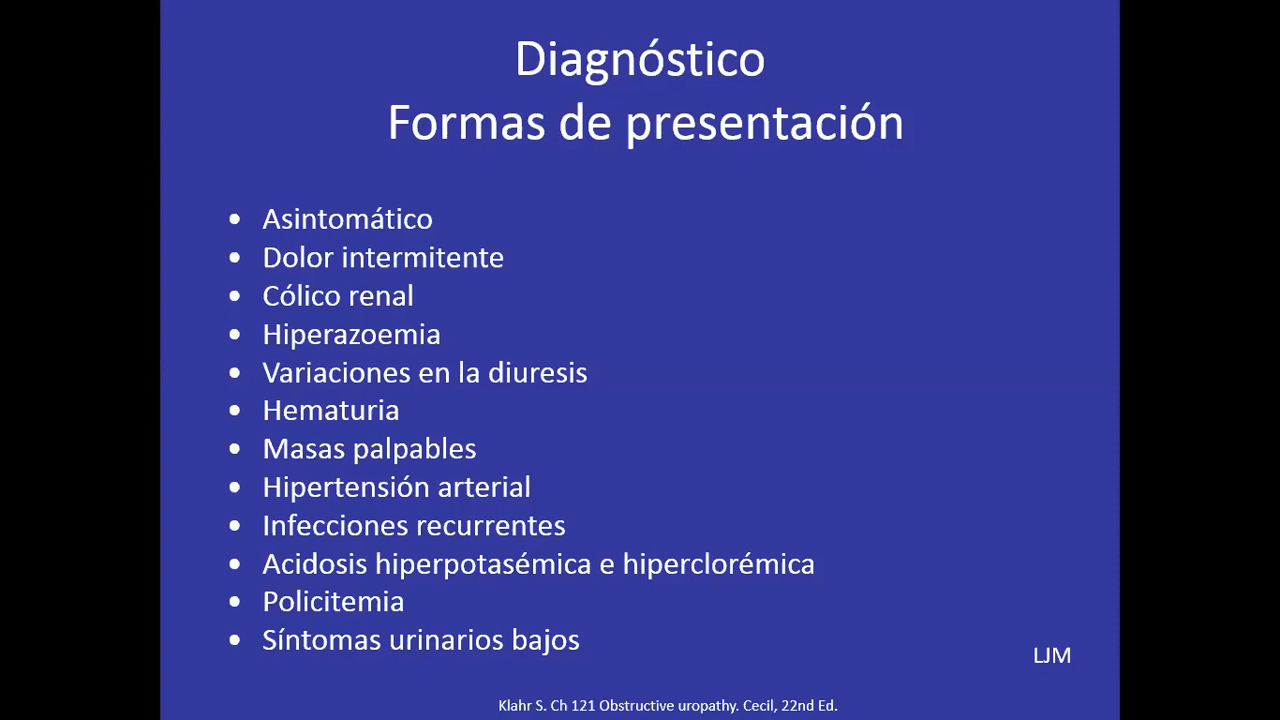 Diagnóstico
Formas de presentación
• Asintomático
• Dolor intermitente
• Cólico renal
• Hiperazoemia
• Variaciones en la diuresis
• Hematuria
• Masas palpables
• Hipertensión arterial
• Infecciones recurrentes
• Acidosis hiperpotasémica e hiperclorémica
• Policitemia
• Síntomas urinarios bajos
LJM
Klahr S. Ch 121 Obstructive uropathy. Cecil, 22nd Ed.